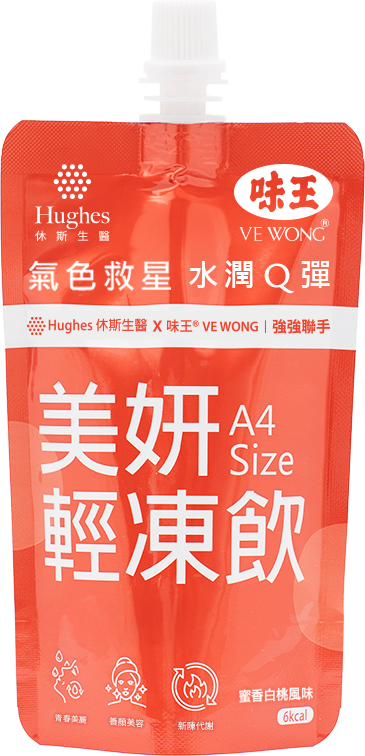 Hughes
休斯生醫
味王
VE WONG®
氣色救星 水潤Q彈
Hughes 休斯生醫 X 味王® VE WONG｜強強聯手
美妍 A4 Size
輕凍飲
青春美麗
養顏美容
新陳代謝
蜜香白桃風味
6kcal